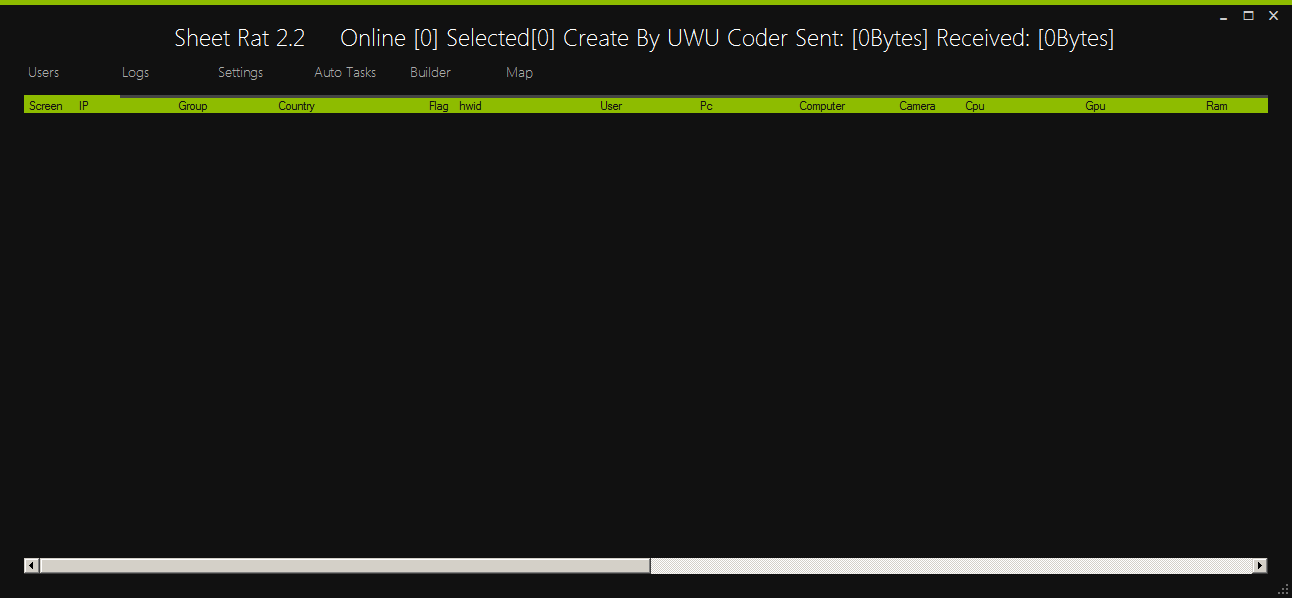 Sheet Rat 2.2 Online [0] Selected[0] Create By UWU Coder Sent: [0Bytes] Received: [0Bytes]
Users Logs Settings Auto Tasks Builder Map
Screen IP Group Country Flag hwid User Pc Computer Camera Cpu Gpu Ram